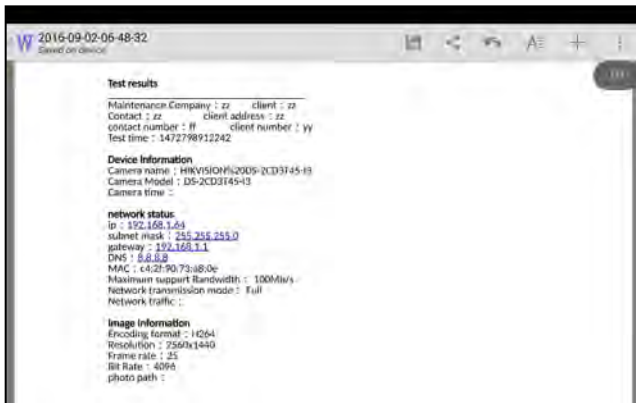 2016-09-02-06-48-32
Saved on device
Test results
Maintenance Company : zz client : zz
Contact : zz client address : zz
contact number : ff client number : yy
Test time : 1472798912242
Device Information
Camera name : HIKVISION%20DS-2CD3T45-I3
Camera Model : DS-2CD3T45-I3
Camera time :
network status
ip : 192.168.1.64
subnet mask : 255.255.255.0
gateway : 192.168.1.1
DNS : 8.8.8.8
MAC : c4:2f:90:73:a8:0e
Maximum support Bandwidth : 100Mb/s
Network transmission mode : Full
Network traffic :
Image Information
Encoding format : H264
Resolution : 2560x1440
Frame rate : 25
Bit Rate : 4096
photo path :